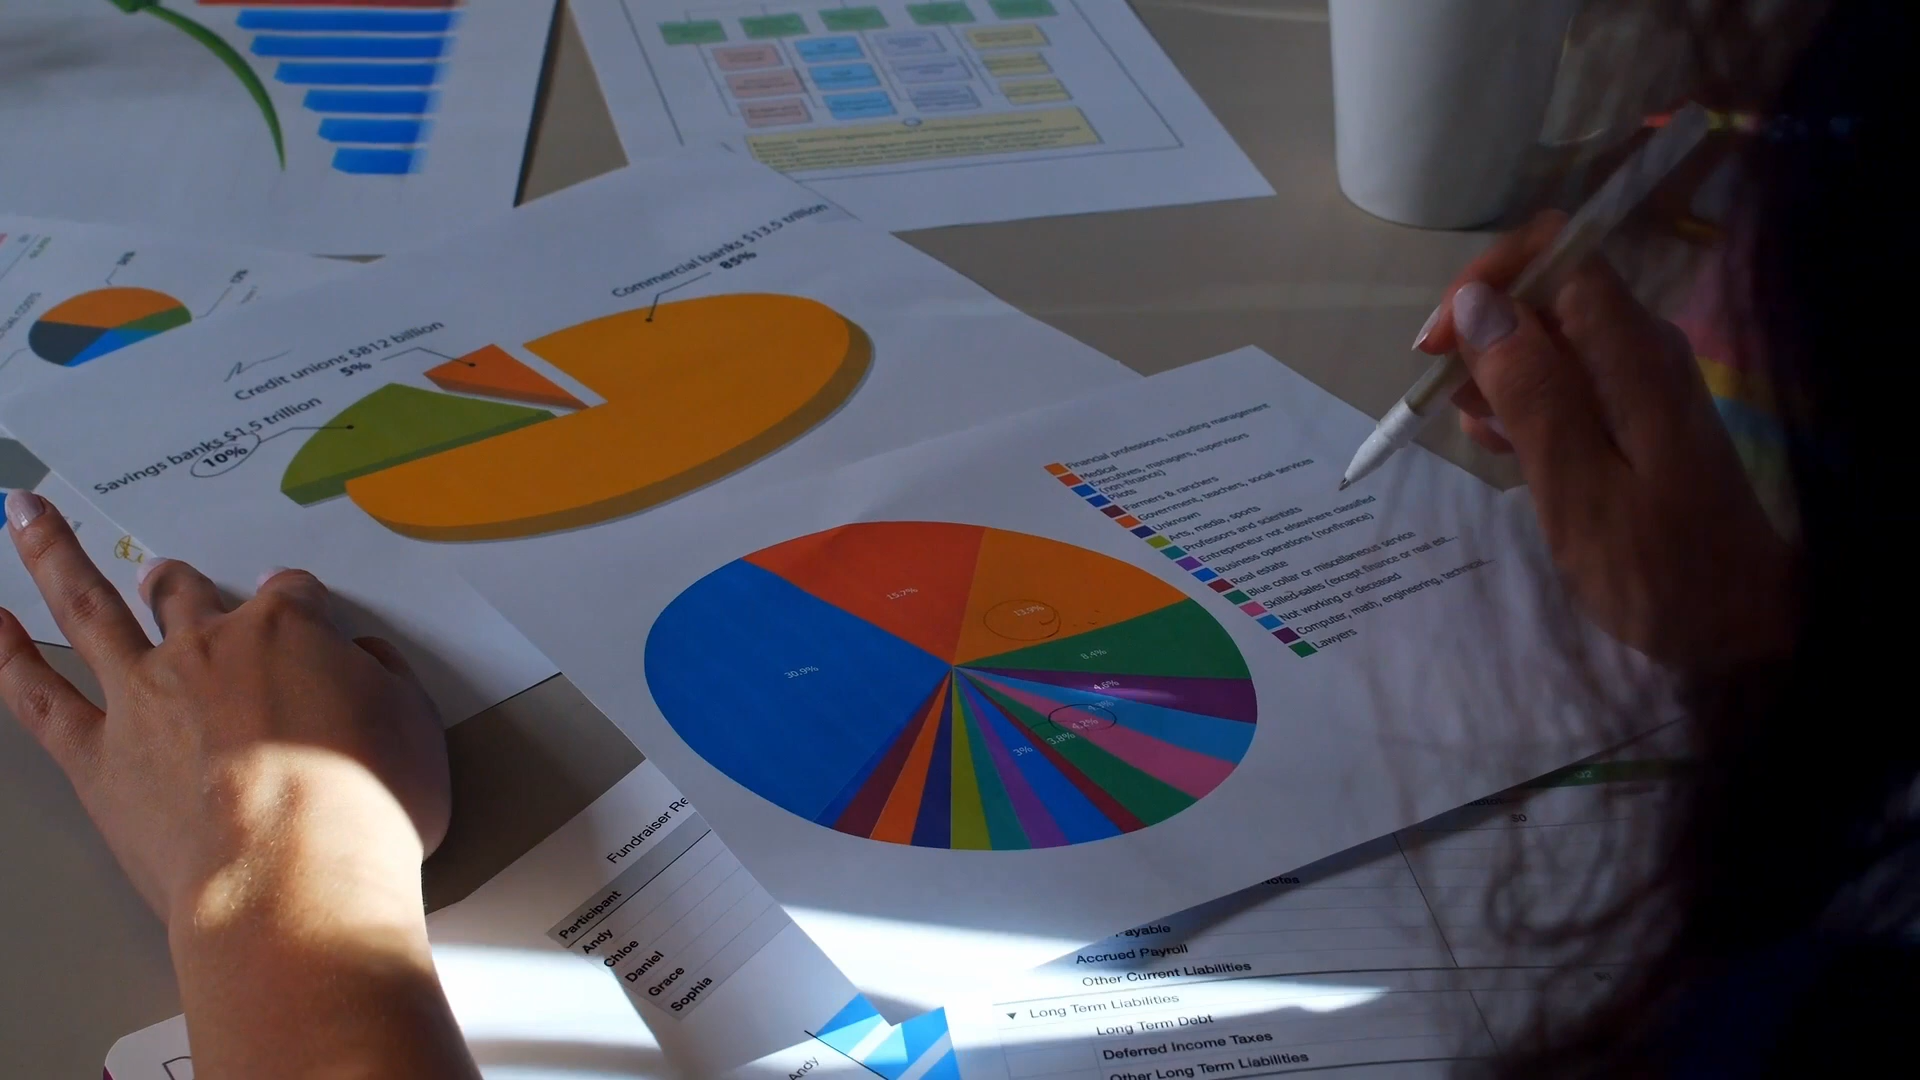 Commercial banks $13.5 trillion
85%
Credit unions $812 billion
5%
Savings banks $1.5 trillion
10%
Financial professions, including management
Medical
Executives, managers, supervisors
(non-finance)
Pilots
Farmers & ranchers
Government, teachers, social services
Unknown
Arts, media, sports
Professors and scientists
Entrepreneur not elsewhere classified
Business operations (nonfinance)
Real estate
Blue collar or miscellaneous service
Skilled sales (except finance or real est...
Not working or deceased
Computer, math, engineering, technical...
Lawyers
15.7%
13.9%
30.9%
8.4%
4.6%
4.3%
4.2%
3.8%
3%
Fundraiser Re
Participant
Andy
Chloe
Daniel
Grace
Sophia
Andy
Q2
$0
Notes
Payable
Accrued Payroll
Other Current Liabilities
Long Term Liabilities
Long Term Debt
Deferred Income Taxes
Other Long Term Liabilities